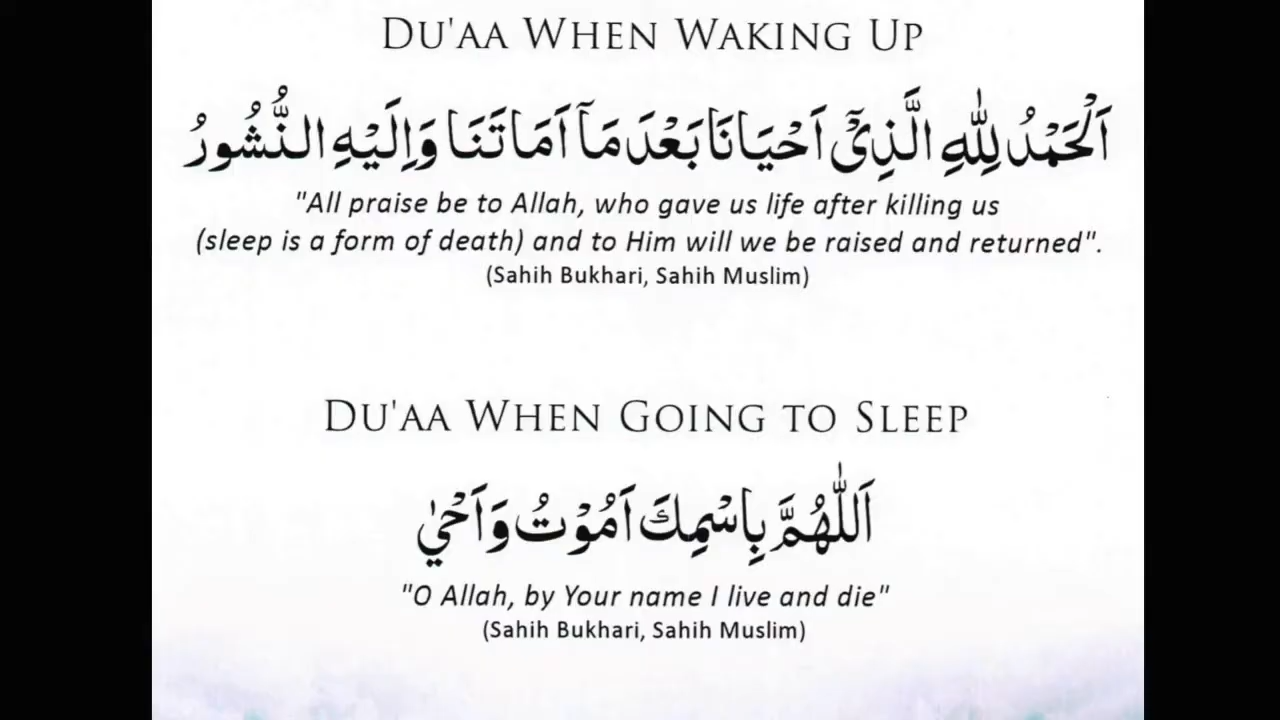 DU'AA WHEN WAKING UP
اَلْحَمْدُ لِلّٰهِ الَّذِيْٓ اَحْيَانَا بَعْدَ مَآ اَمَاتَنَا وَاِلَيْهِ النُّشُوْرُ
"All praise be to Allah, who gave us life after killing us
(sleep is a form of death) and to Him will we be raised and returned".
(Sahih Bukhari, Sahih Muslim)
DU'AA WHEN GOING TO SLEEP
اَللّٰهُمَّ بِاسْمِكَ اَمُوْتُ وَاَحْيٰي
"O Allah, by Your name I live and die"
(Sahih Bukhari, Sahih Muslim)